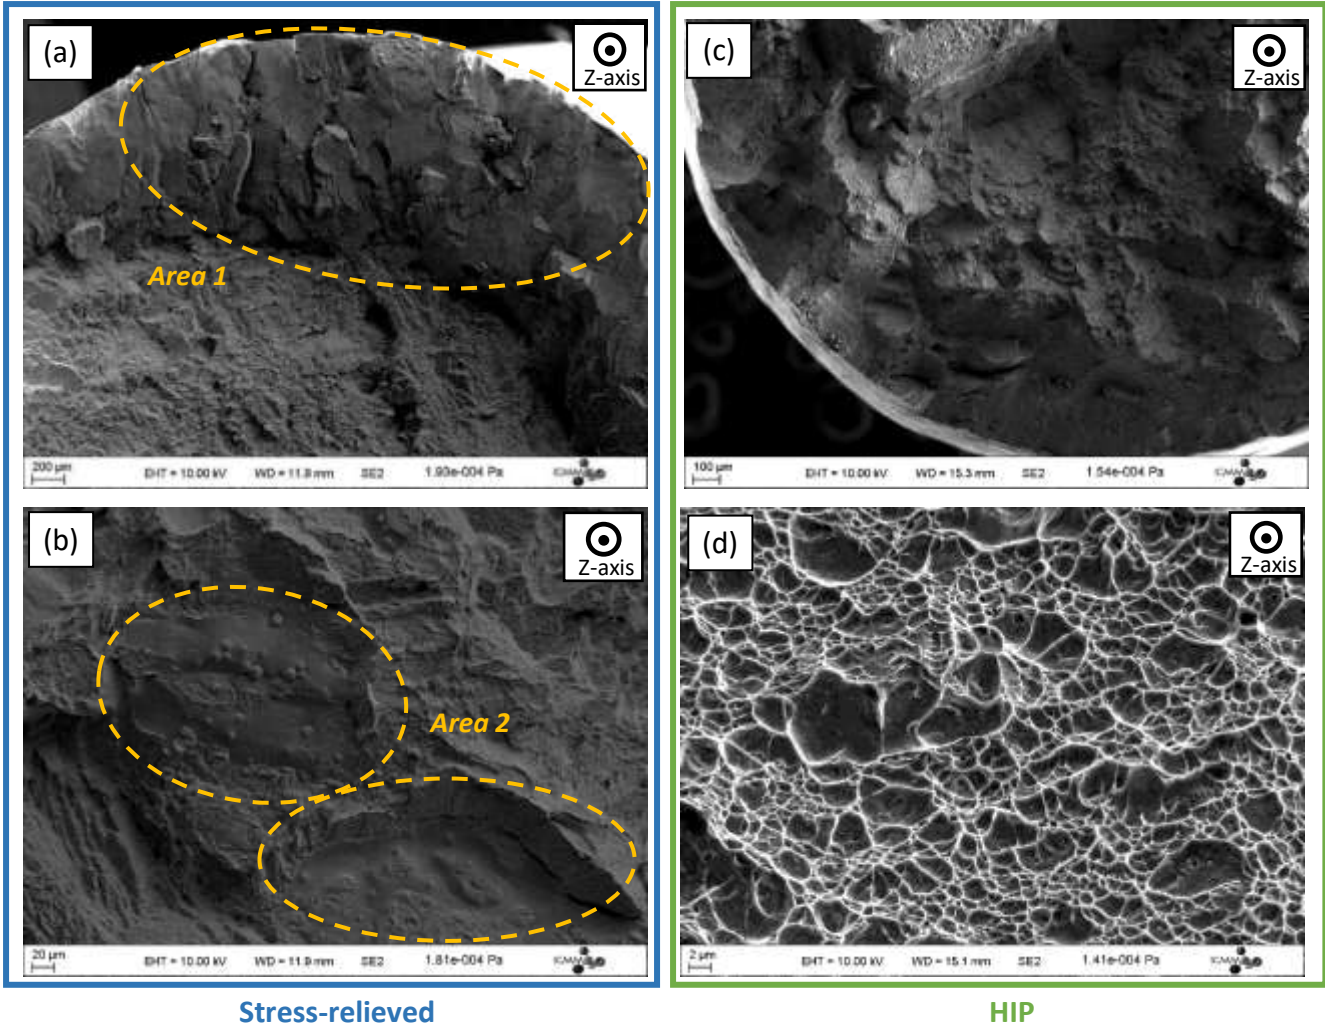 (a)
Z-axis
Area 1
200 µm
EHT = 10.00 kV WD = 11.9 mm SE2 1.93e-004 Pa
(c)
Z-axis
100 µm
EHT = 10.00 kV WD = 15.3 mm SE2 1.54e-004 Pa
(b)
Z-axis
Area 2
20 µm
EHT = 10.00 kV WD = 11.9 mm SE2 1.81e-004 Pa
(d)
Z-axis
2 µm
EHT = 10.00 kV WD = 15.1 mm SE2 1.41e-004 Pa
Stress-relieved
HIP